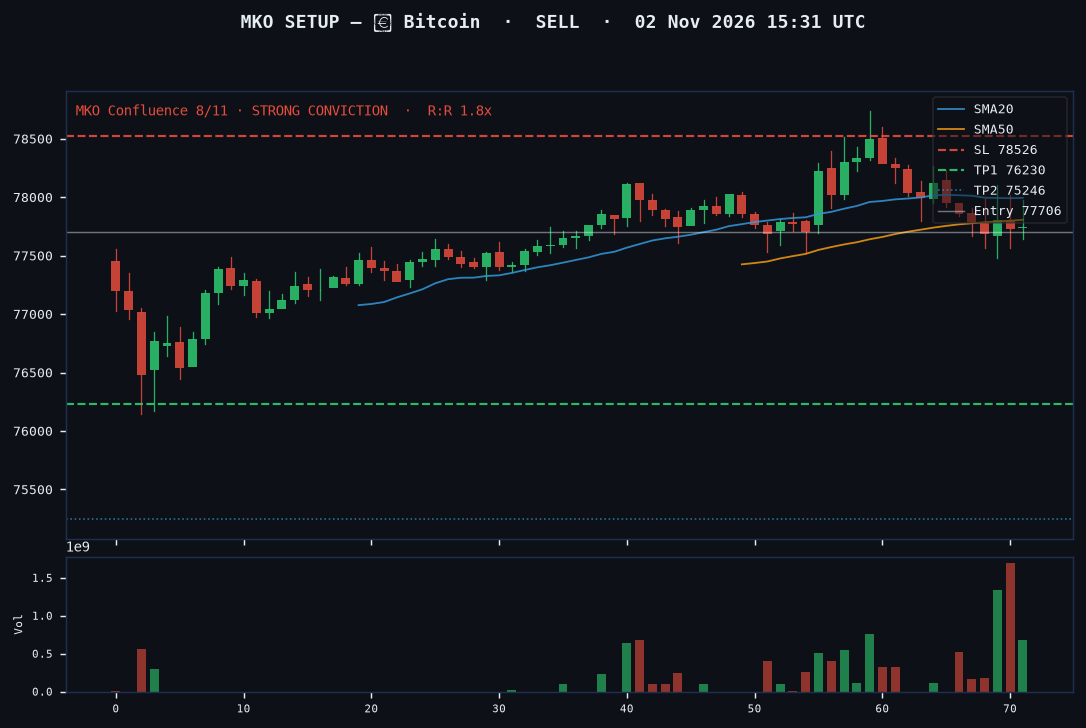 MKO SETUP — Bitcoin · SELL · 02 Nov 2026 15:31 UTC
MKO Confluence 8/11 · STRONG CONVICTION · R:R 1.8x
SMA20
SMA50
SL 78526
TP1 76230
TP2 75246
Entry 77706
78500
78000
77500
77000
76500
76000
75500
1e9
1.5
1.0
0.5
0.0
Vol
0 10 20 30 40 50 60 70